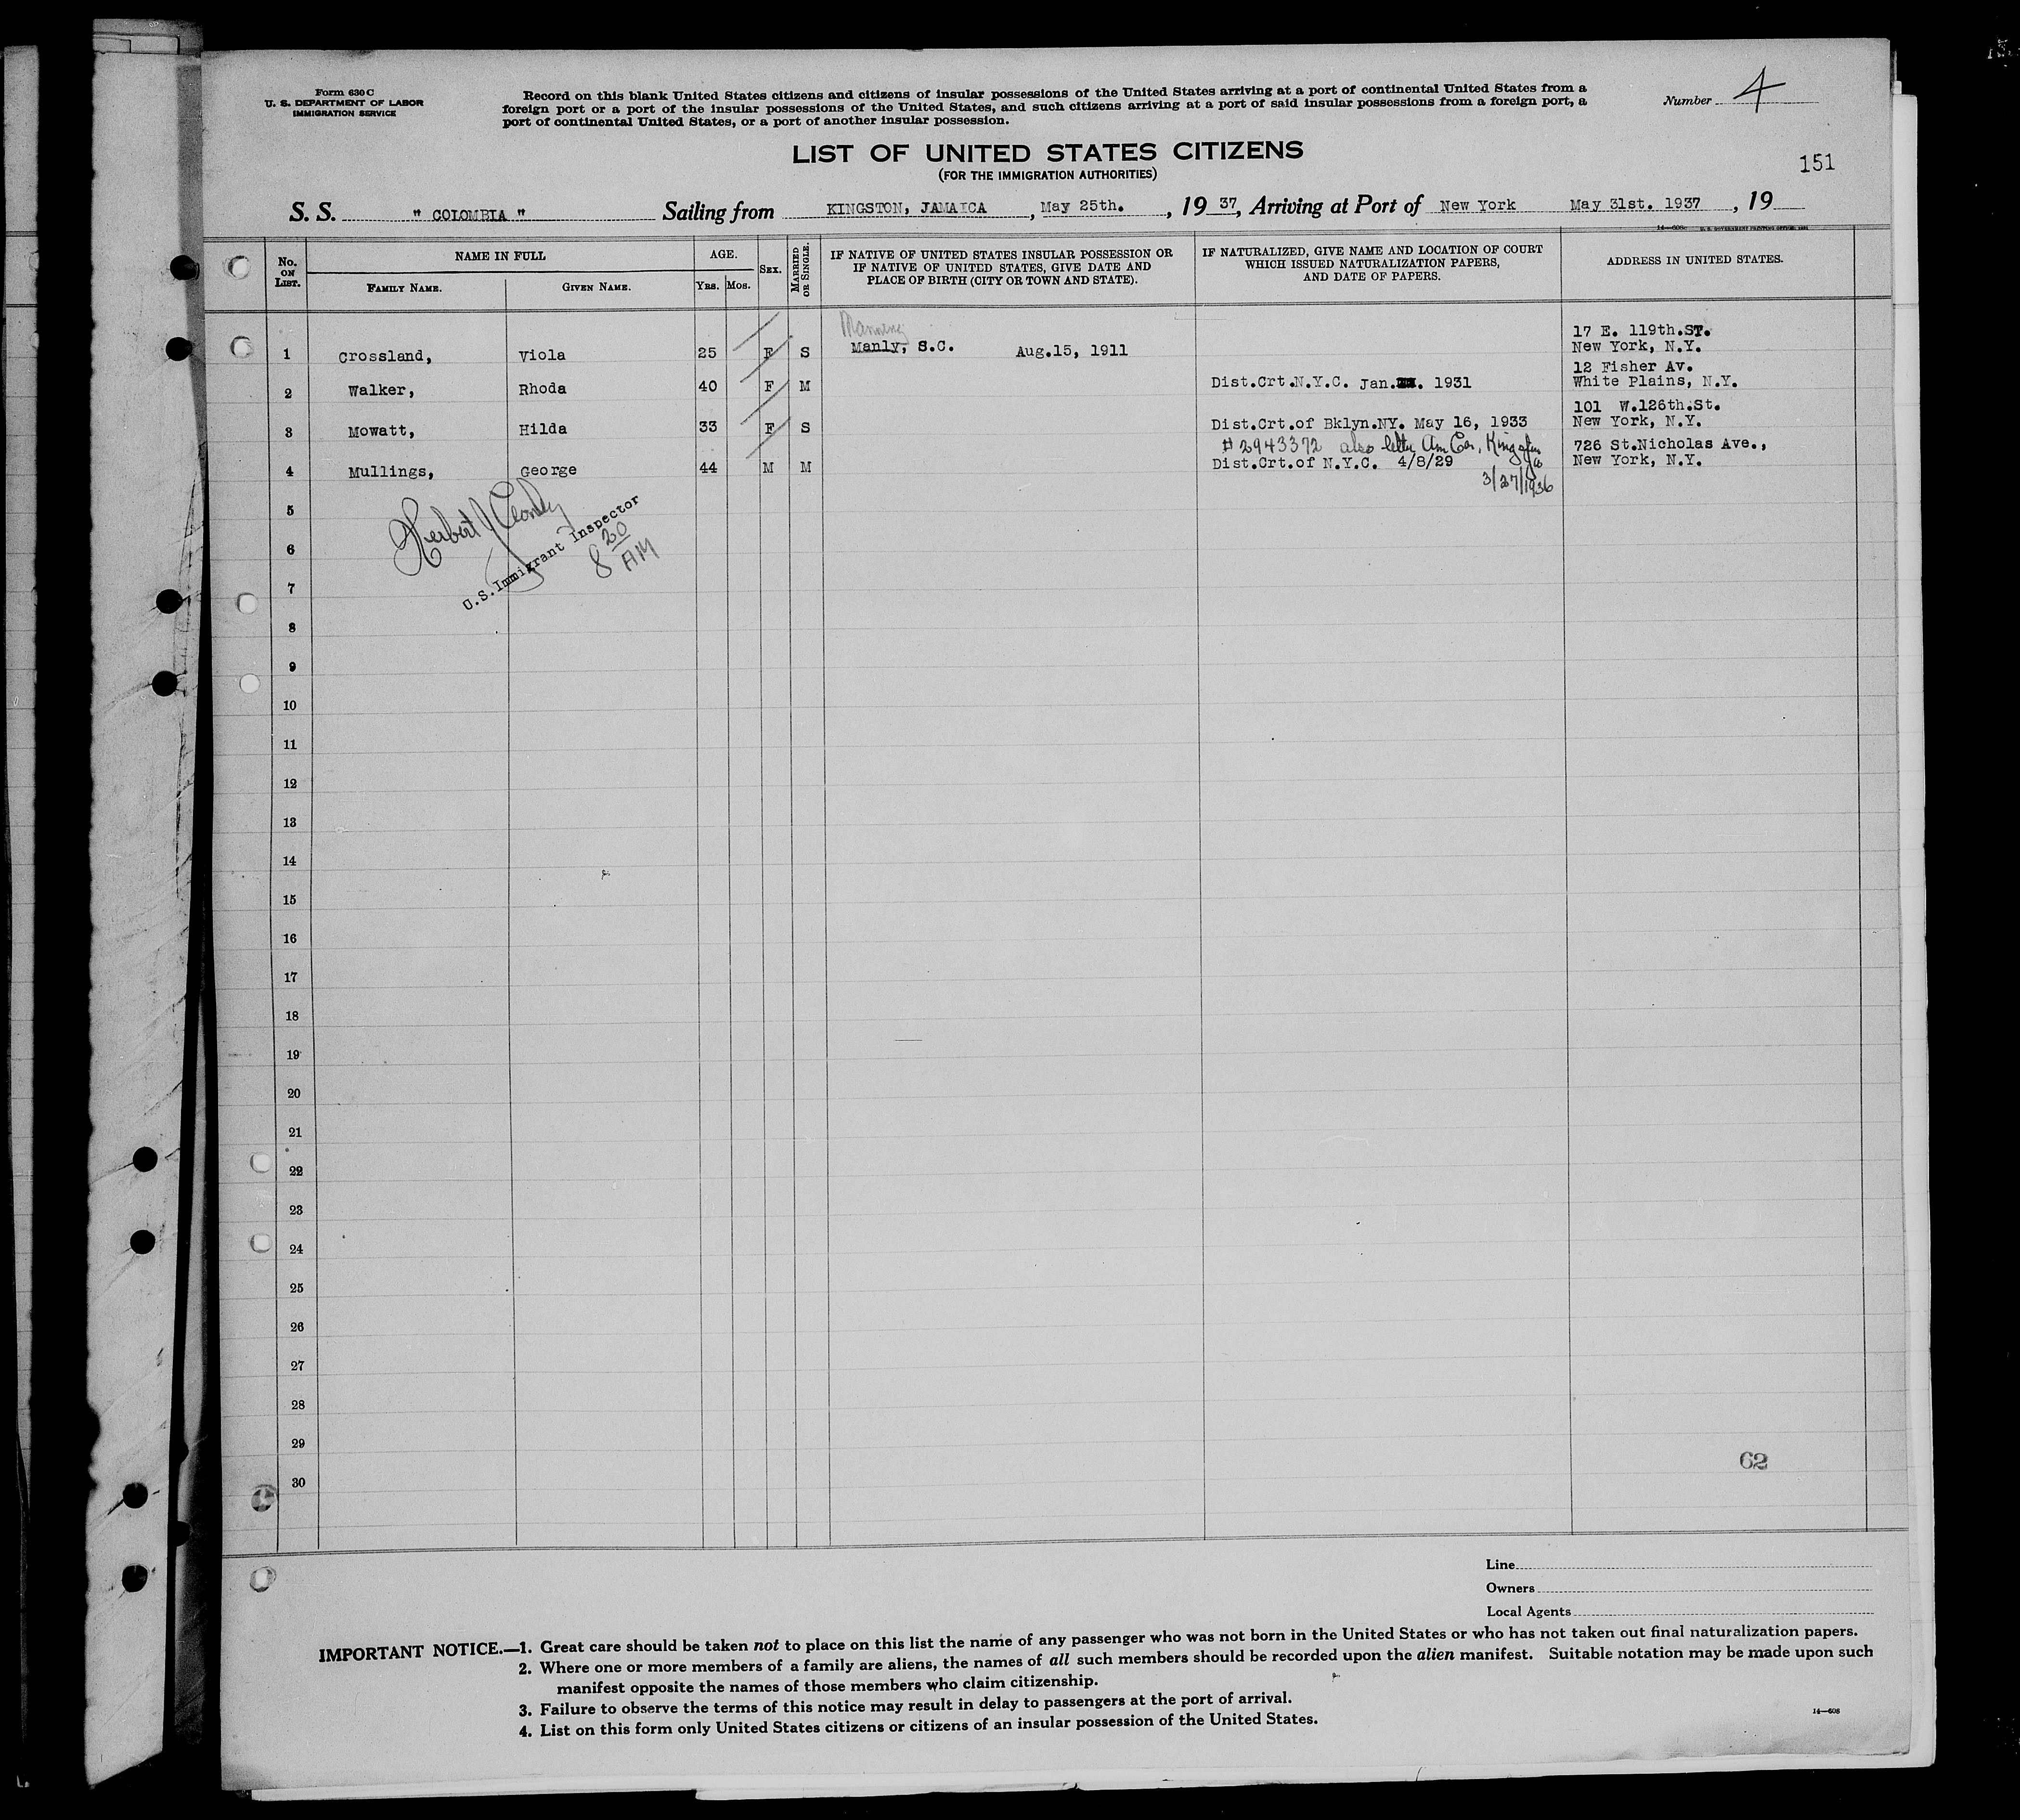 Form 630 C
U. S. DEPARTMENT OF LABOR
IMMIGRATION SERVICE
Record on this blank United States citizens and citizens of insular possessions of the United States arriving at a port of continental United States from a
foreign port or a port of the insular possessions of the United States, and such citizens arriving at a port of said insular possessions from a foreign port, a
port of continental United States, or a port of another insular possession.
Number 4
LIST OF UNITED STATES CITIZENS
(FOR THE IMMIGRATION AUTHORITIES)
151
S. S. " COLOMBIA " Sailing from KINGSTON, JAMAICA, May 25th., 19 37, Arriving at Port of New York May 31st. 1937, 19
No. ON LIST.
NAME IN FULL
FAMILY NAME.
GIVEN NAME.
AGE.
YRS.
MOS.
SEX.
MARRIED OR SINGLE.
IF NATIVE OF UNITED STATES INSULAR POSSESSION OR
IF NATIVE OF UNITED STATES, GIVE DATE AND
PLACE OF BIRTH (CITY OR TOWN AND STATE).
IF NATURALIZED, GIVE NAME AND LOCATION OF COURT
WHICH ISSUED NATURALIZATION PAPERS,
AND DATE OF PAPERS.
ADDRESS IN UNITED STATES.
Manning
17 E. 119th.ST.
1 Crossland, Viola 25 F S Manly, S.C. Aug.15, 1911 New York, N.Y.
12 Fisher Av.
2 Walker, Rhoda 40 F M Dist.Crt.N.Y.C. Jan. . 1931 White Plains, N.Y.
101 W.126th.St.
3 Mowatt, Hilda 33 F S Dist.Crt.of Bklyn.NY. May 16, 1933 New York, N.Y.
# 2943372 also letter Am Con, Kingston 726 St.Nicholas Ave.,
4 Mullings, George 44 M M Dist.Crt.of N.Y.C. 4/8/29 New York, N.Y.
3/27/1936
Herbert J
U.S.Immigrant Inspector
8 20 AM
5
6
7
8
9
10
11
12
13
14
15
16
17
18
19
20
21
22
23
24
25
26
27
28
29
62
30
Line
Owners
Local Agents
IMPORTANT NOTICE.—1. Great care should be taken not to place on this list the name of any passenger who was not born in the United States or who has not taken out final naturalization papers.
2. Where one or more members of a family are aliens, the names of all such members should be recorded upon the alien manifest. Suitable notation may be made upon such
manifest opposite the names of those members who claim citizenship.
3. Failure to observe the terms of this notice may result in delay to passengers at the port of arrival.
4. List on this form only United States citizens or citizens of an insular possession of the United States.
14—608